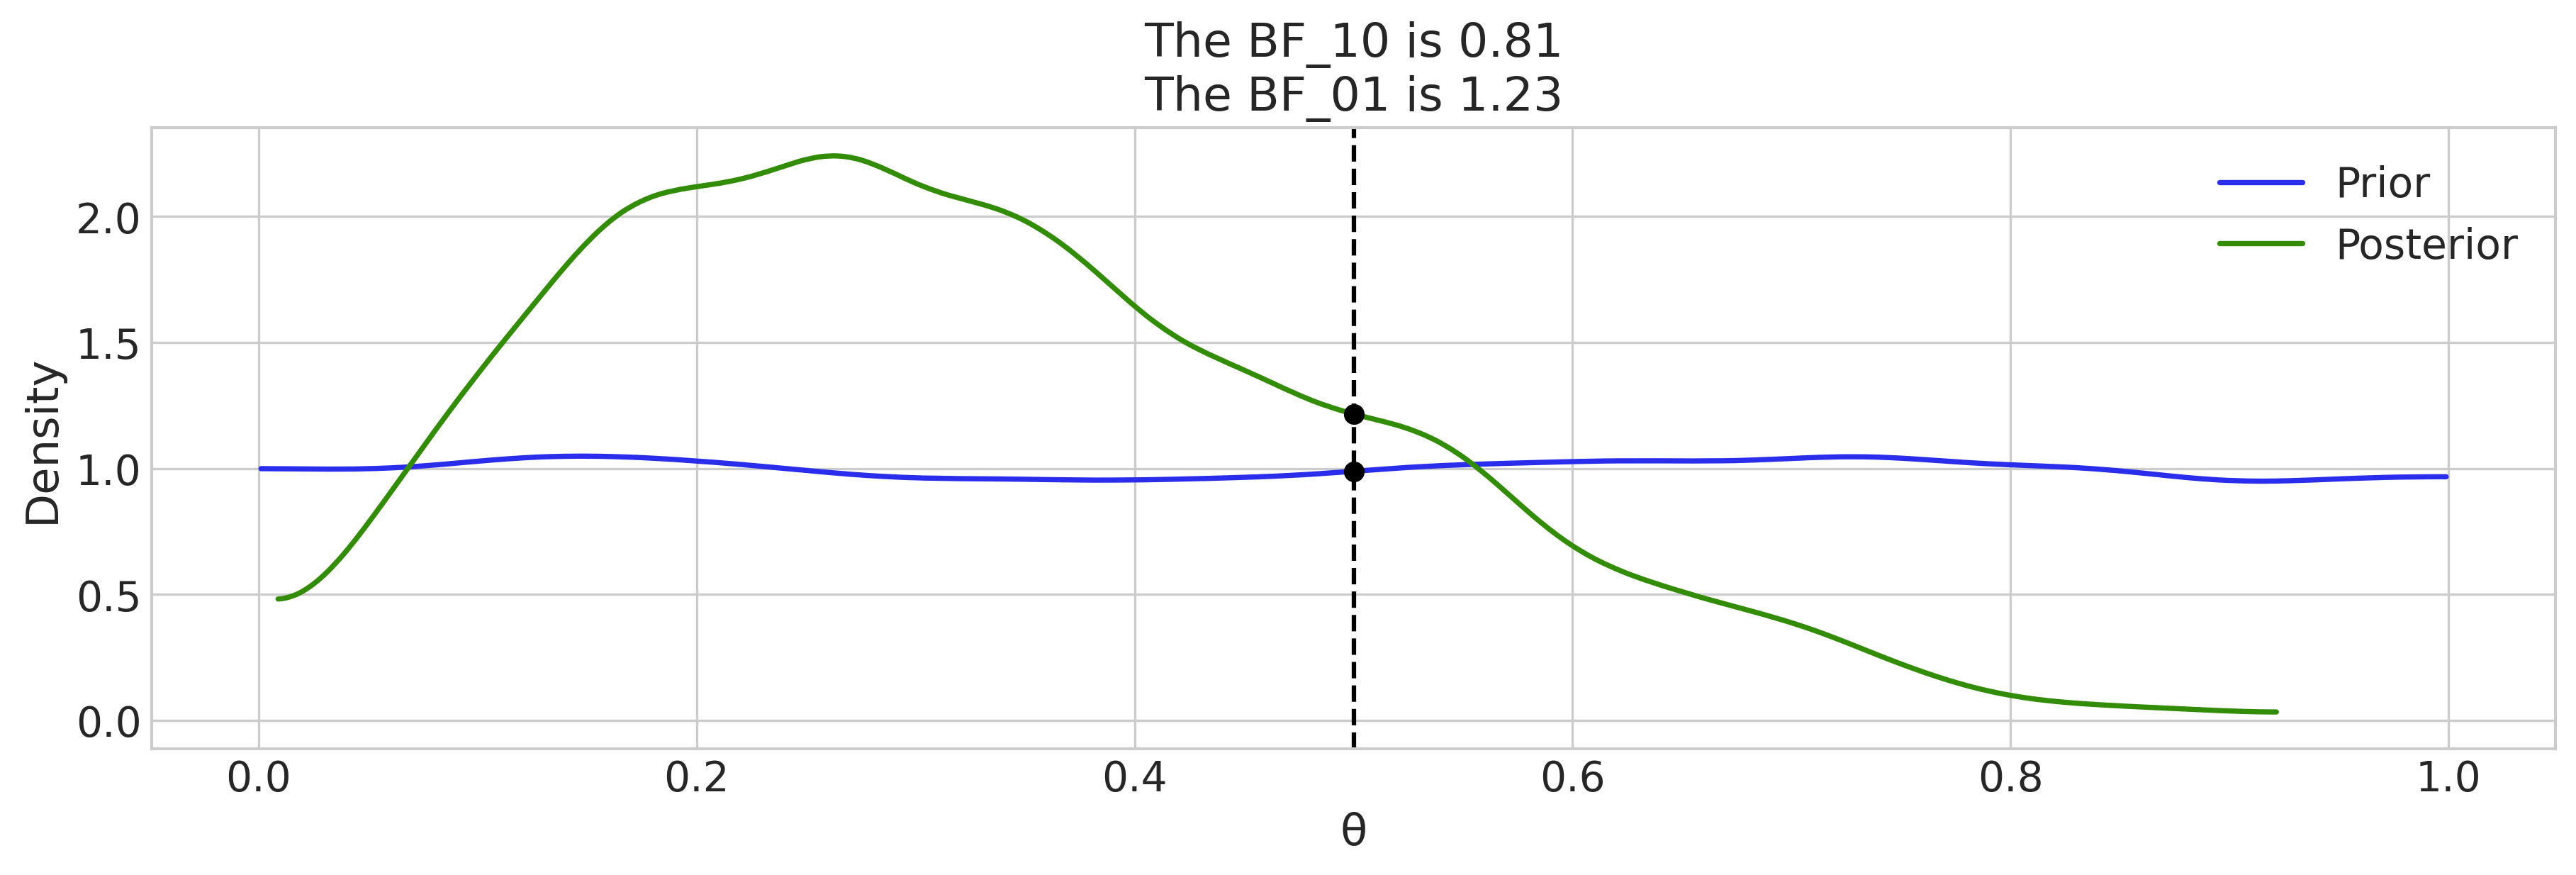 The BF_10 is 0.81
The BF_01 is 1.23
Prior
Posterior
Density
2.0
1.5
1.0
0.5
0.0
0.0 0.2 0.4 0.6 0.8 1.0
θ